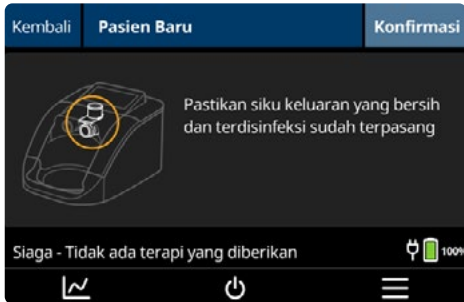 Kembali Pasien Baru Konfirmasi
Pastikan siku keluaran yang bersih
dan terdisinfeksi sudah terpasang
Siaga - Tidak ada terapi yang diberikan 100%